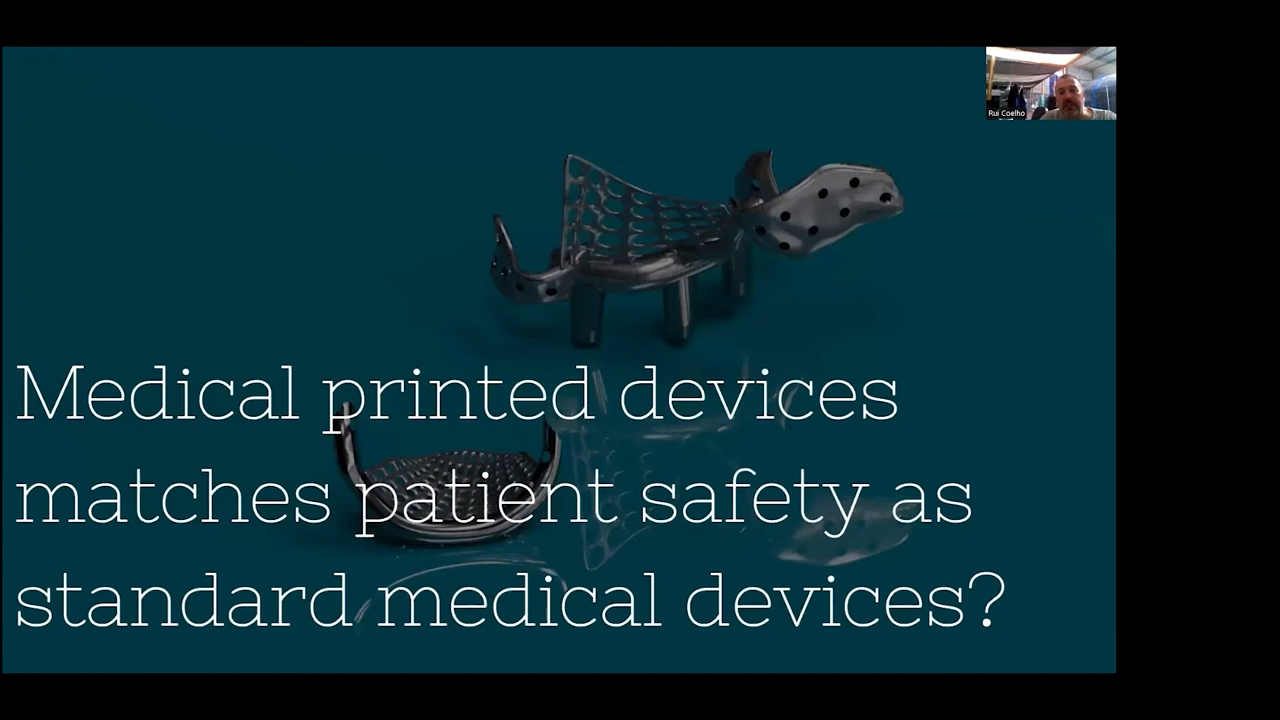 Rui Coelho
Medical printed devices
matches patient safety as
standard medical devices?